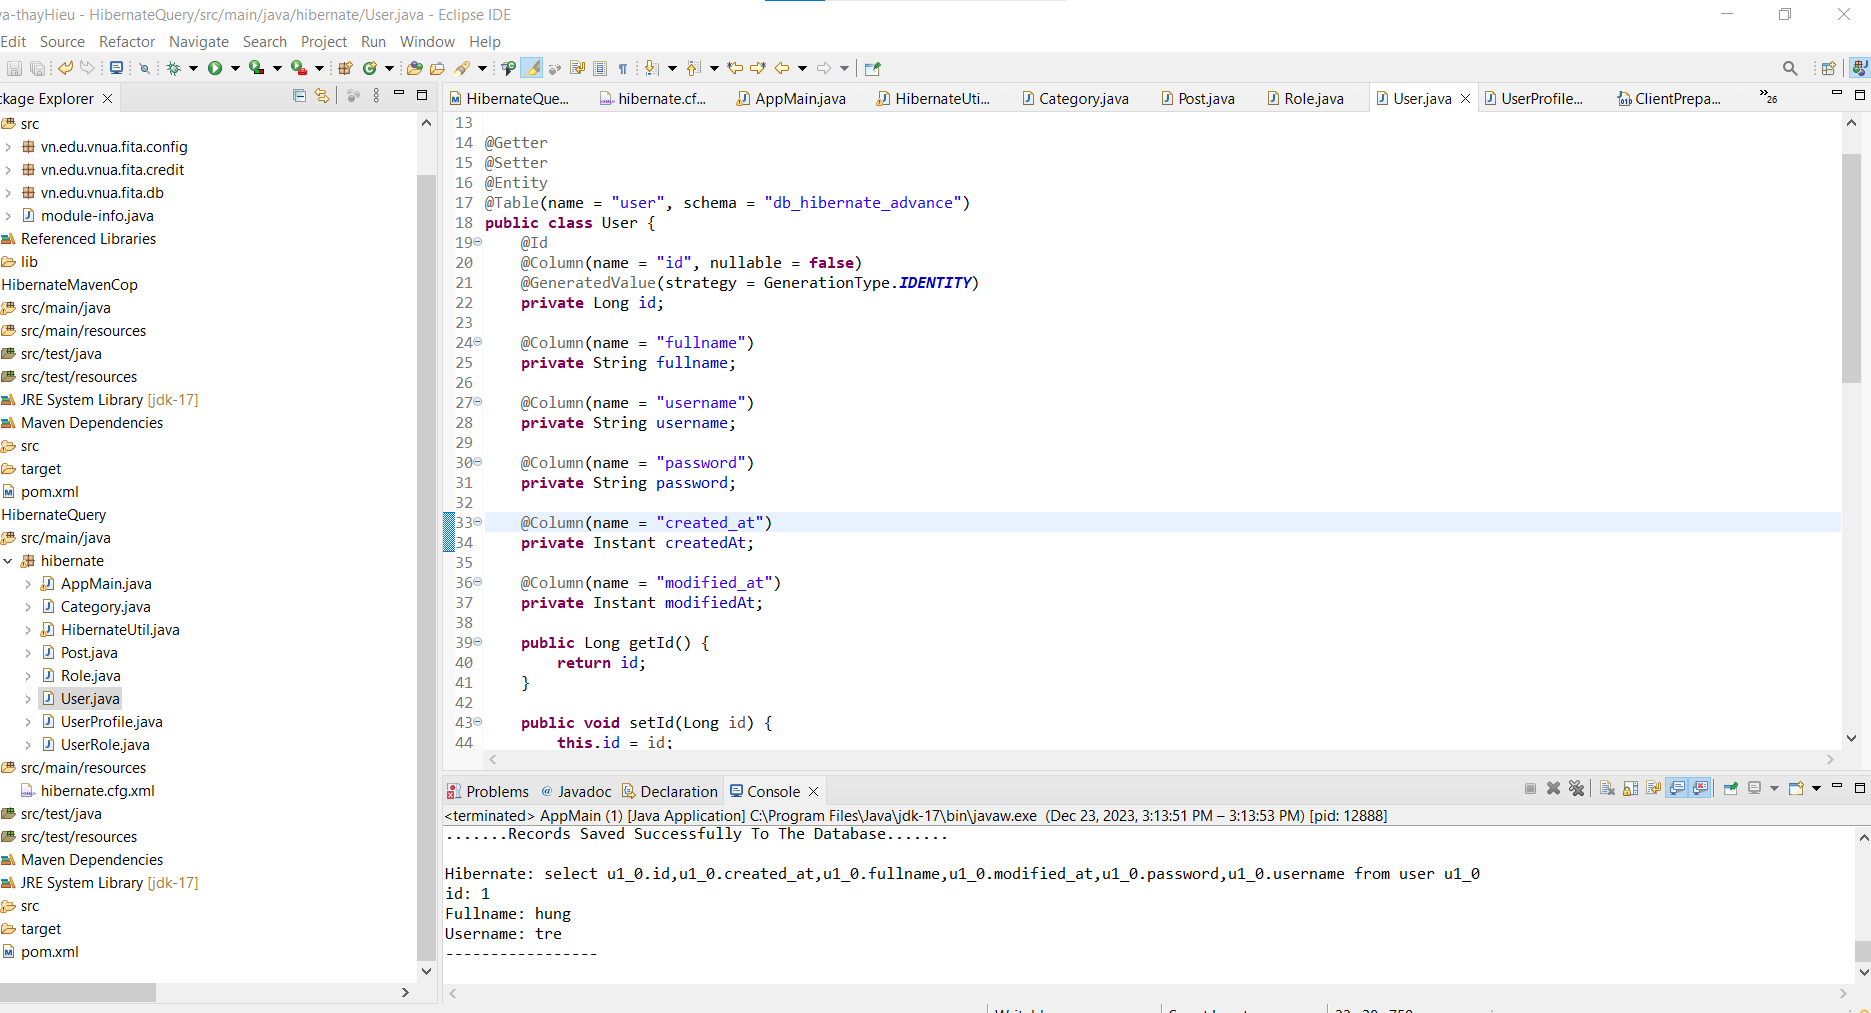 va-thayHieu - HibernateQuery/src/main/java/hibernate/User.java - Eclipse IDE
Edit Source Refactor Navigate Search Project Run Window Help
ckage Explorer
src
vn.edu.vnua.fita.config
vn.edu.vnua.fita.credit
vn.edu.vnua.fita.db
module-info.java
Referenced Libraries
lib
HibernateMavenCop
src/main/java
src/main/resources
src/test/java
src/test/resources
JRE System Library [jdk-17]
Maven Dependencies
src
target
pom.xml
HibernateQuery
src/main/java
hibernate
AppMain.java
Category.java
HibernateUtil.java
Post.java
Role.java
User.java
UserProfile.java
UserRole.java
src/main/resources
hibernate.cfg.xml
src/test/java
src/test/resources
Maven Dependencies
JRE System Library [jdk-17]
src
target
pom.xml
HibernateQue... hibernate.cf... AppMain.java HibernateUti... Category.java Post.java Role.java User.java UserProfile... ClientPrepa... »26
13
14 @Getter
15 @Setter
16 @Entity
17 @Table(name = "user", schema = "db_hibernate_advance")
18 public class User {
19 @Id
20 @Column(name = "id", nullable = false)
21 @GeneratedValue(strategy = GenerationType.IDENTITY)
22 private Long id;
23
24 @Column(name = "fullname")
25 private String fullname;
26
27 @Column(name = "username")
28 private String username;
29
30 @Column(name = "password")
31 private String password;
32
33 @Column(name = "created_at")
34 private Instant createdAt;
35
36 @Column(name = "modified_at")
37 private Instant modifiedAt;
38
39 public Long getId() {
40 return id;
41 }
42
43 public void setId(Long id) {
44 this.id = id;
Problems Javadoc Declaration Console
<terminated> AppMain (1) [Java Application] C:\Program Files\Java\jdk-17\bin\javaw.exe (Dec 23, 2023, 3:13:51 PM – 3:13:53 PM) [pid: 12888]
.......Records Saved Successfully To The Database.......
Hibernate: select u1_0.id,u1_0.created_at,u1_0.fullname,u1_0.modified_at,u1_0.password,u1_0.username from user u1_0
id: 1
Fullname: hung
Username: tre
-----------------